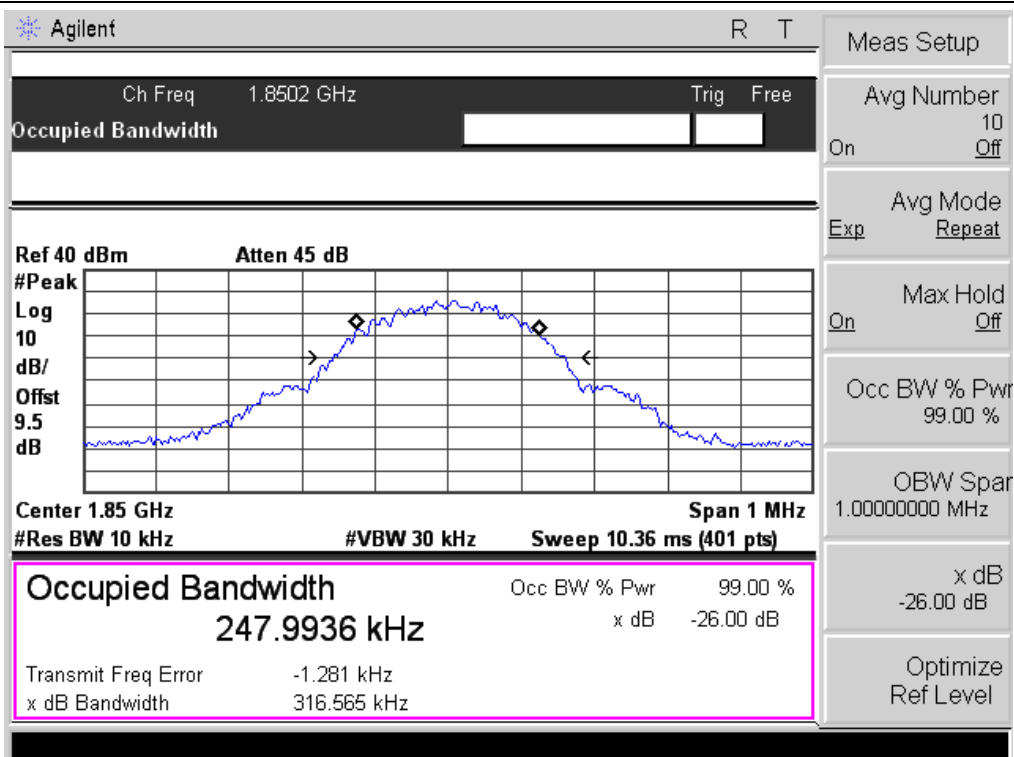 Agilent R T
Ch Freq 1.8502 GHz Trig Free
Occupied Bandwidth
Ref 40 dBm Atten 45 dB
#Peak
Log
10
dB/
Offst
9.5
dB
Center 1.85 GHz Span 1 MHz
#Res BW 10 kHz #VBW 30 kHz Sweep 10.36 ms (401 pts)
Occupied Bandwidth
247.9936 kHz
Occ BW % Pwr 99.00 %
x dB -26.00 dB
Transmit Freq Error -1.281 kHz
x dB Bandwidth 316.565 kHz
Meas Setup
Avg Number
10
On Off
Avg Mode
Exp Repeat
Max Hold
On Off
Occ BW % Pwr
99.00 %
OBW Span
1.00000000 MHz
x dB
-26.00 dB
Optimize
Ref Level